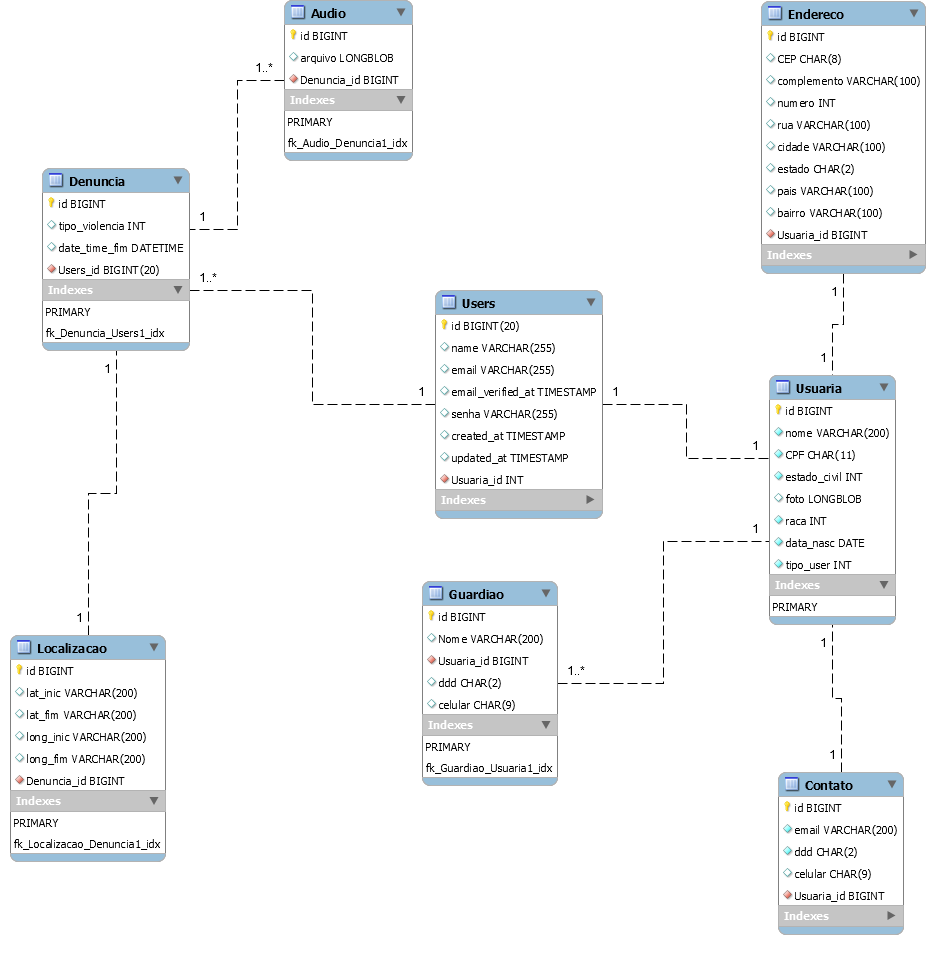 Audio
id BIGINT
arquivo LONGBLOB
Denuncia_id BIGINT
Indexes
PRIMARY
fk_Audio_Denuncia1_idx
1..*
1
Denuncia
id BIGINT
tipo_violencia INT
date_time_fim DATETIME
Users_id BIGINT(20)
Indexes
PRIMARY
fk_Denuncia_Users1_idx
1..*
1
1
Users
id BIGINT(20)
name VARCHAR(255)
email VARCHAR(255)
email_verified_at TIMESTAMP
senha VARCHAR(255)
created_at TIMESTAMP
updated_at TIMESTAMP
Usuaria_id INT
Indexes
1
1
Endereco
id BIGINT
CEP CHAR(8)
complemento VARCHAR(100)
numero INT
rua VARCHAR(100)
cidade VARCHAR(100)
estado CHAR(2)
pais VARCHAR(100)
bairro VARCHAR(100)
Usuaria_id BIGINT
Indexes
1
1
Usuaria
id BIGINT
nome VARCHAR(200)
CPF CHAR(11)
estado_civil INT
foto LONGBLOB
raca INT
data_nasc DATE
tipo_user INT
Indexes
PRIMARY
1
1..*
Guardiao
id BIGINT
Nome VARCHAR(200)
Usuaria_id BIGINT
ddd CHAR(2)
celular CHAR(9)
Indexes
PRIMARY
fk_Guardiao_Usuaria1_idx
1
Localizacao
id BIGINT
lat_inic VARCHAR(200)
lat_fim VARCHAR(200)
long_inic VARCHAR(200)
long_fim VARCHAR(200)
Denuncia_id BIGINT
Indexes
PRIMARY
fk_Localizacao_Denuncia1_idx
1
1
Contato
id BIGINT
email VARCHAR(200)
ddd CHAR(2)
celular CHAR(9)
Usuaria_id BIGINT
Indexes